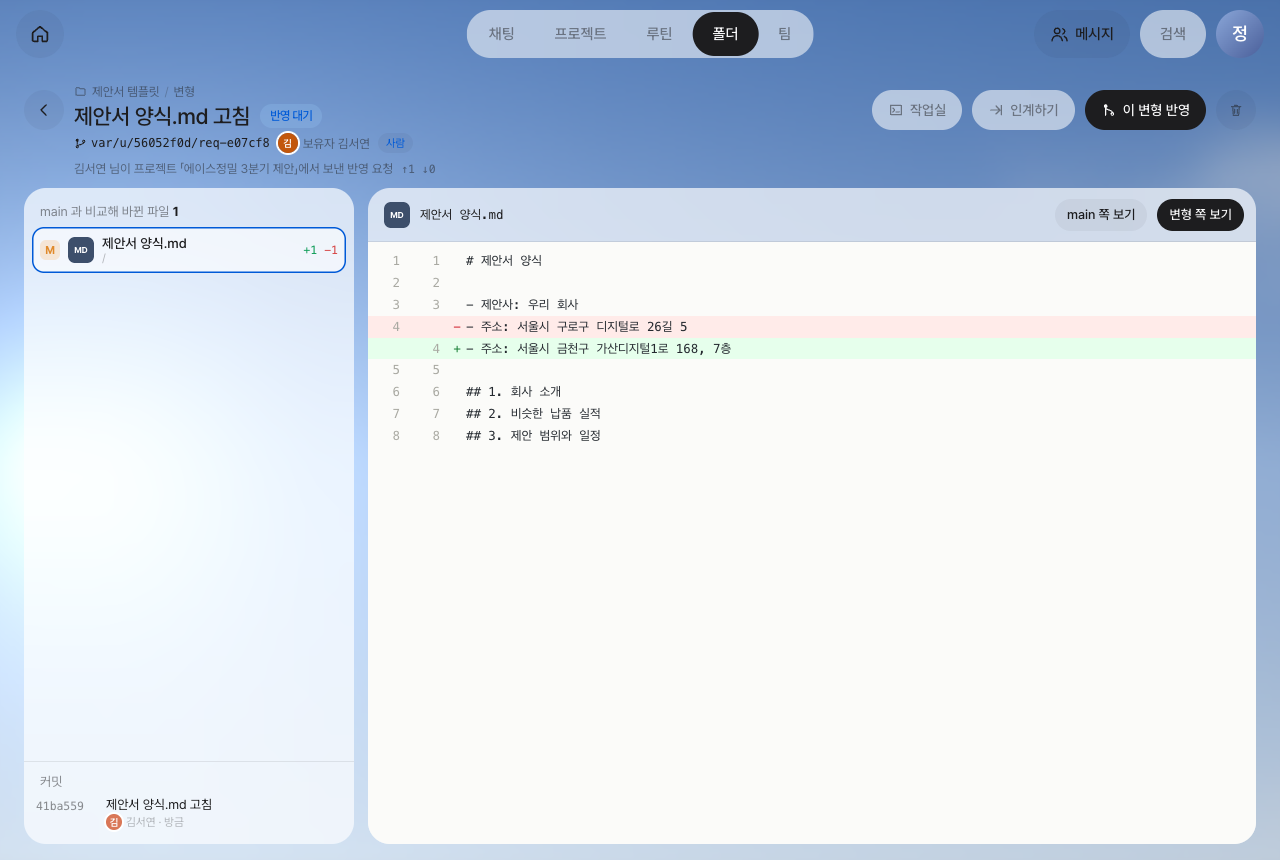 채팅 프로젝트 루틴 폴더 팀 메시지 검색 정
제안서 템플릿 / 변형
제안서 양식.md 고침 반영 대기
작업실 인계하기 이 변형 반영
var/u/56052f0d/req-e07cf8 김 보유자 김서연 사람
김서연 님이 프로젝트 「에이스정밀 3분기 제안」에서 보낸 반영 요청 ↑1 ↓0
main 과 비교해 바뀐 파일 1
M MD 제안서 양식.md +1 −1
/
커밋
41ba559 제안서 양식.md 고침
김 김서연 · 방금
MD 제안서 양식.md main 쪽 보기 변형 쪽 보기
1 1 # 제안서 양식
2 2
3 3 - 제안사: 우리 회사
4 - - 주소: 서울시 구로구 디지털로 26길 5
4 + - 주소: 서울시 금천구 가산디지털1로 168, 7층
5 5
6 6 ## 1. 회사 소개
7 7 ## 2. 비슷한 납품 실적
8 8 ## 3. 제안 범위와 일정